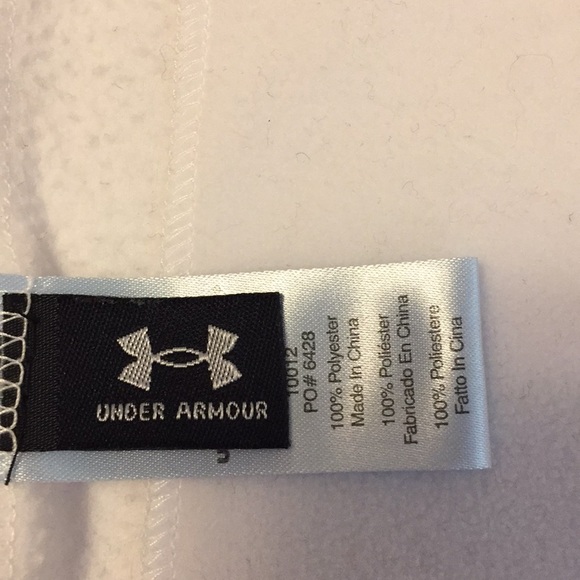 UNDER ARMOUR
10012
PO# 6428
100% Polyester
Made In China
100% Poliéster
Fabricado En China
100% Poliestere
Fatto In Cina